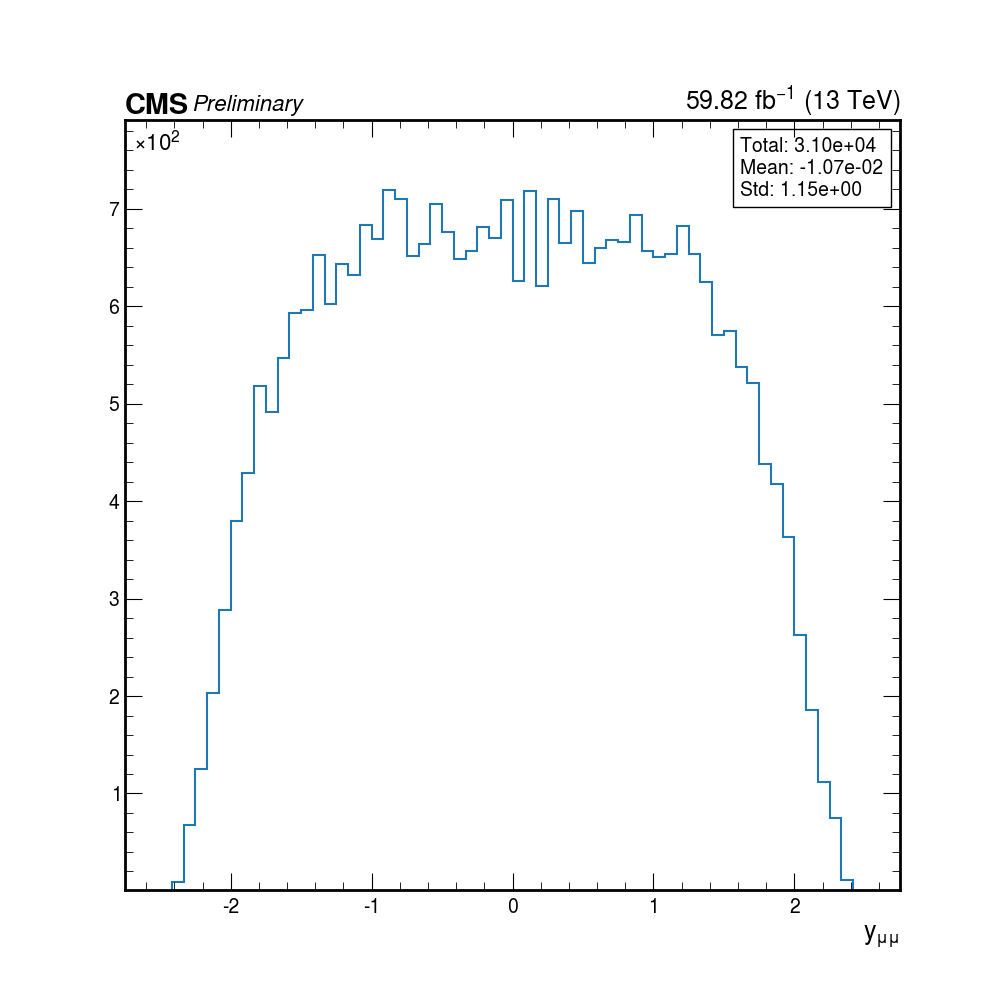 CMS Preliminary 59.82 fb⁻¹ (13 TeV)
×10²
Total: 3.10e+04
Mean: -1.07e-02
Std: 1.15e+00
7
6
5
4
3
2
1
-2 -1 0 1 2
y_μμ